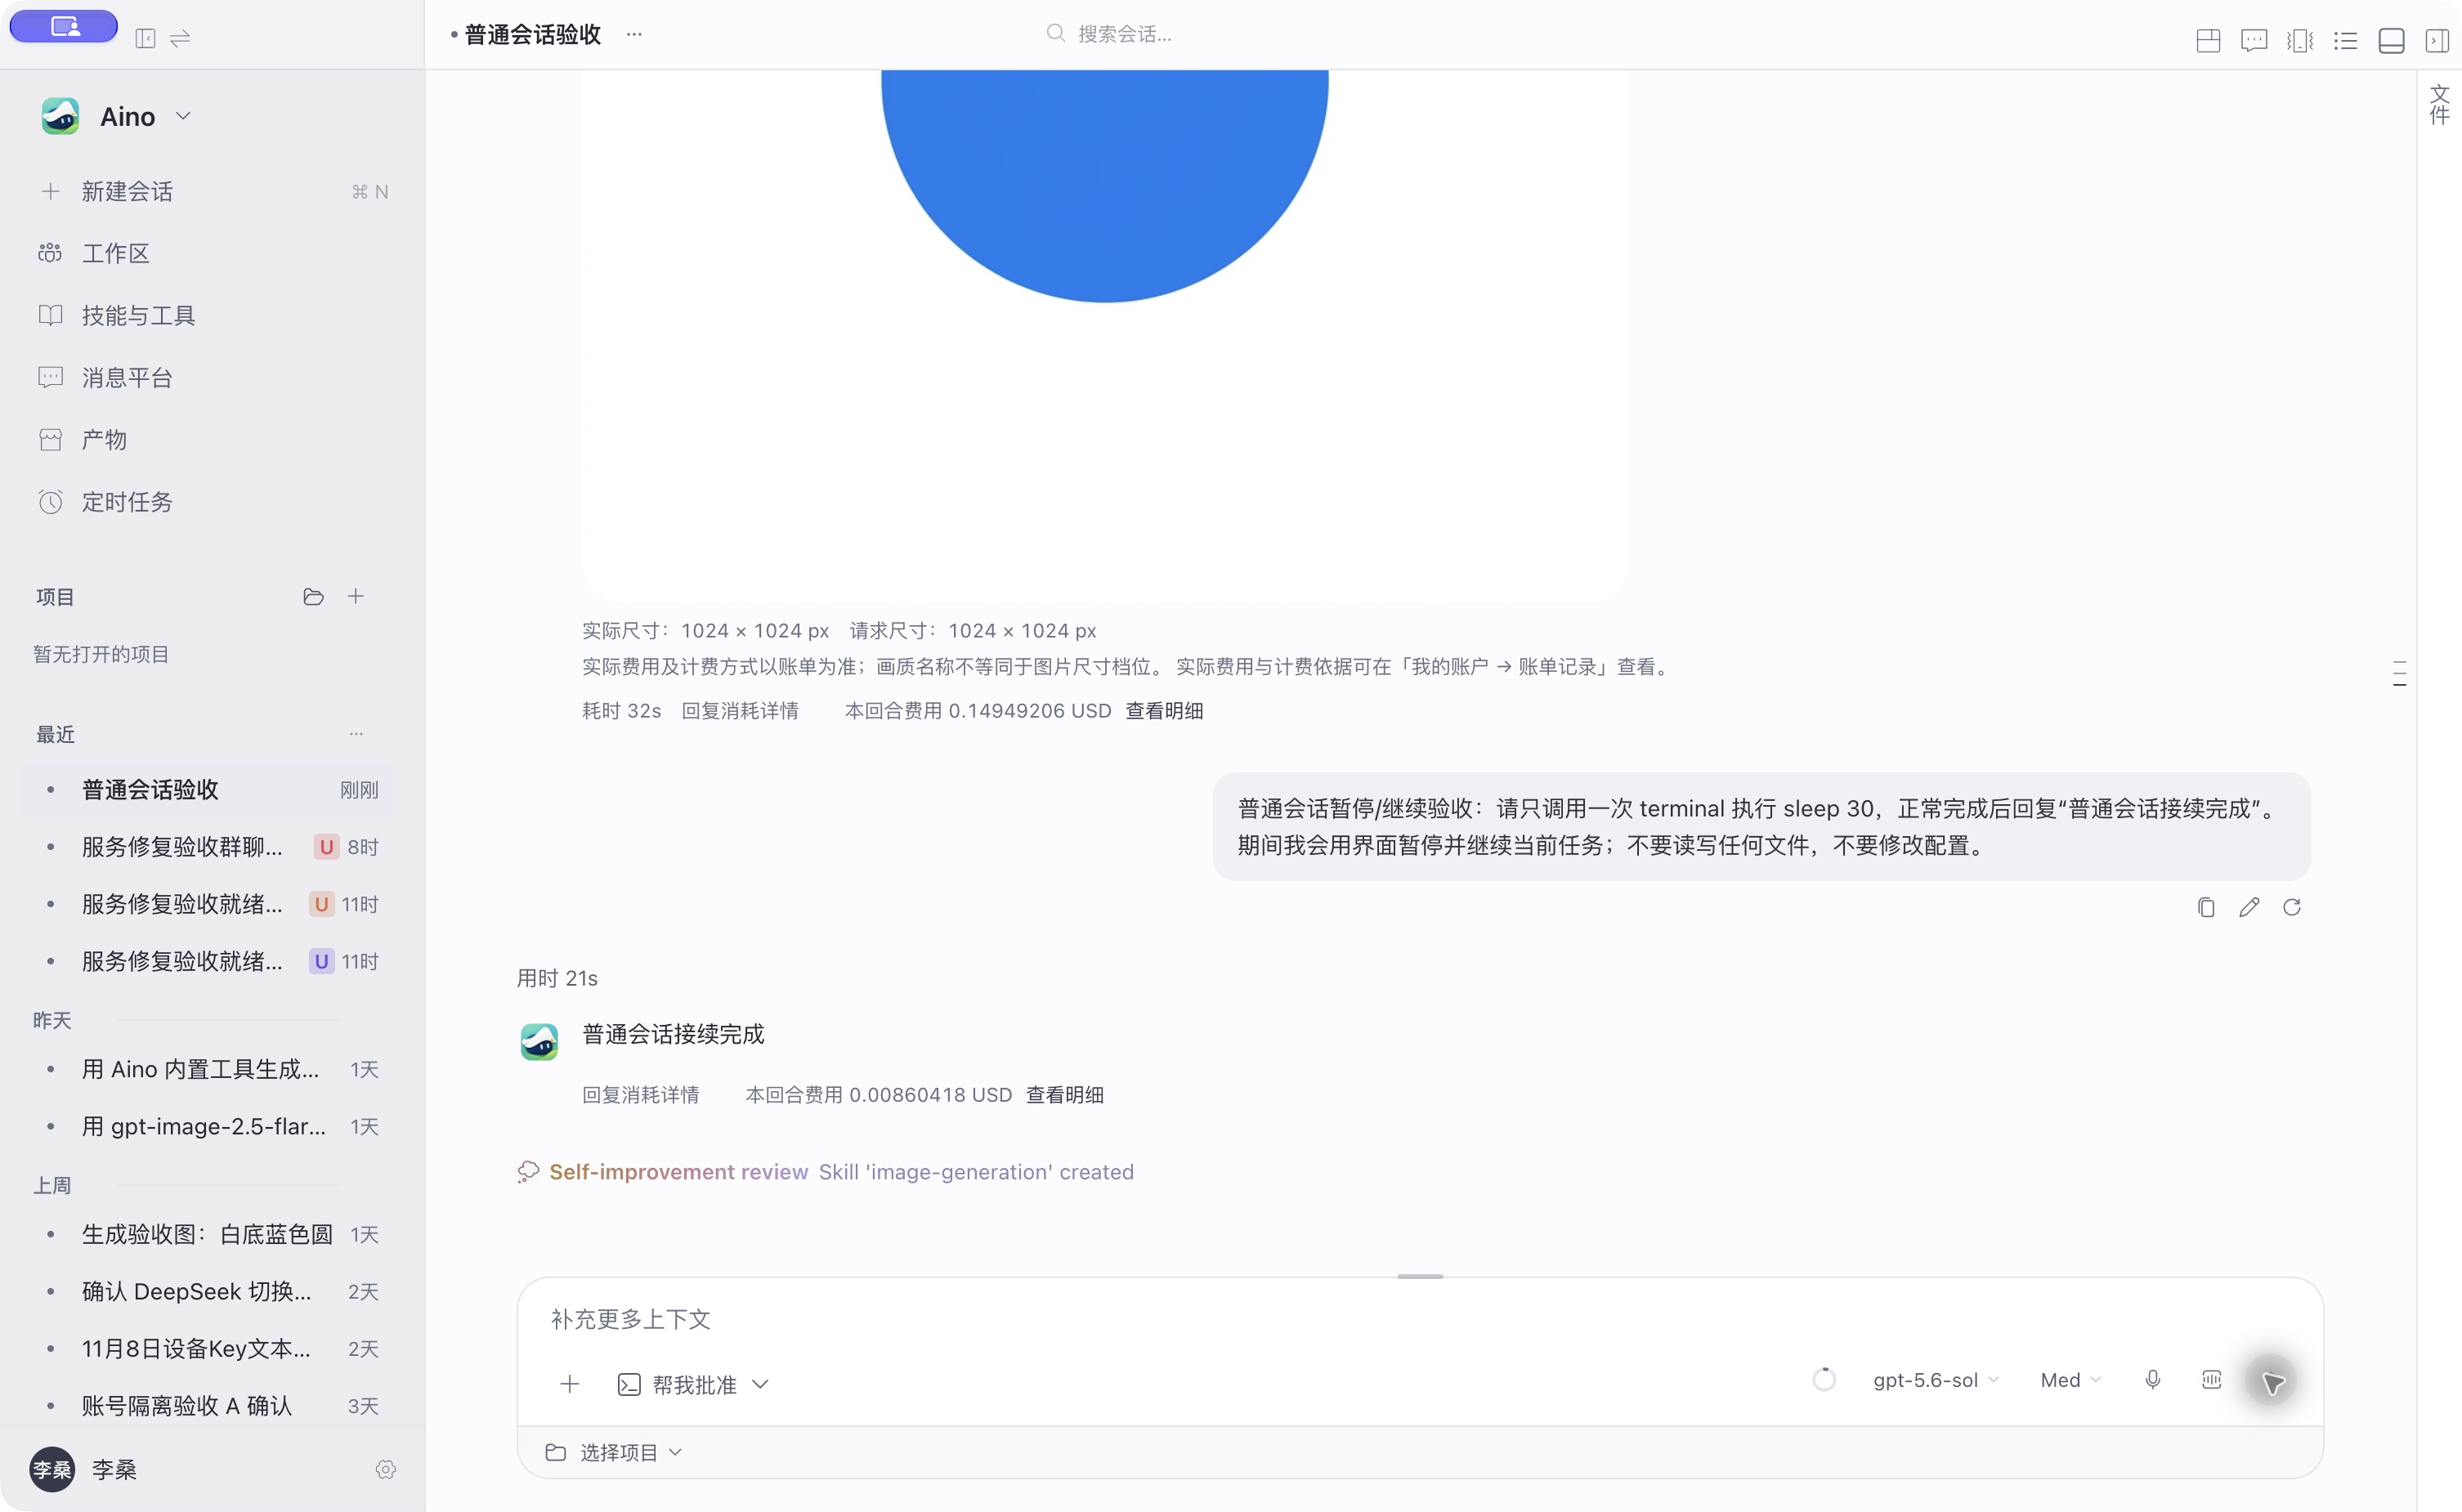 普通会话验收
搜索会话...
文件
Aino
新建会话 ⌘ N
工作区
技能与工具
消息平台
产物
定时任务
项目
暂无打开的项目
最近
普通会话验收 刚刚
服务修复验收群聊... U 8时
服务修复验收就绪... U 11时
服务修复验收就绪... U 11时
昨天
用 Aino 内置工具生成... 1天
用 gpt-image-2.5-flar... 1天
上周
生成验收图：白底蓝色圆 1天
确认 DeepSeek 切换... 2天
11月8日设备Key文本... 2天
账号隔离验收 A 确认 3天
李桑 李桑
实际尺寸：1024 × 1024 px 请求尺寸：1024 × 1024 px
实际费用及计费方式以账单为准；画质名称不等同于图片尺寸档位。 实际费用与计费依据可在「我的账户 → 账单记录」查看。
耗时 32s 回复消耗详情 本回合费用 0.14949206 USD 查看明细
普通会话暂停/继续验收：请只调用一次 terminal 执行 sleep 30，正常完成后回复“普通会话接续完成”。
期间我会用界面暂停并继续当前任务；不要读写任何文件，不要修改配置。
用时 21s
普通会话接续完成
回复消耗详情 本回合费用 0.00860418 USD 查看明细
Self-improvement review Skill 'image-generation' created
补充更多上下文
帮我批准
gpt-5.6-sol Med
选择项目